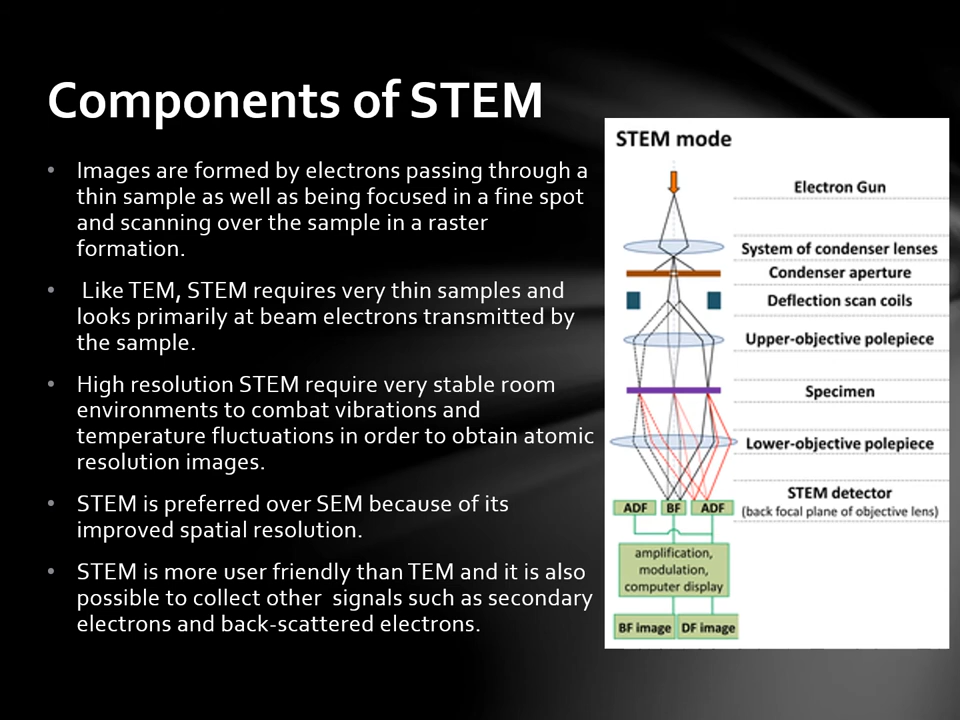 Components of STEM
• Images are formed by electrons passing through a
thin sample as well as being focused in a fine spot
and scanning over the sample in a raster
formation.
• Like TEM, STEM requires very thin samples and
looks primarily at beam electrons transmitted by
the sample.
• High resolution STEM require very stable room
environments to combat vibrations and
temperature fluctuations in order to obtain atomic
resolution images.
• STEM is preferred over SEM because of its
improved spatial resolution.
• STEM is more user friendly than TEM and it is also
possible to collect other signals such as secondary
electrons and back-scattered electrons.
STEM mode
Electron Gun
System of condenser lenses
Condenser aperture
Deflection scan coils
Upper-objective polepiece
Specimen
Lower-objective polepiece
STEM detector
(back focal plane of objective lens)
ADF BF ADF
amplification,
modulation,
computer display
BF image DF image